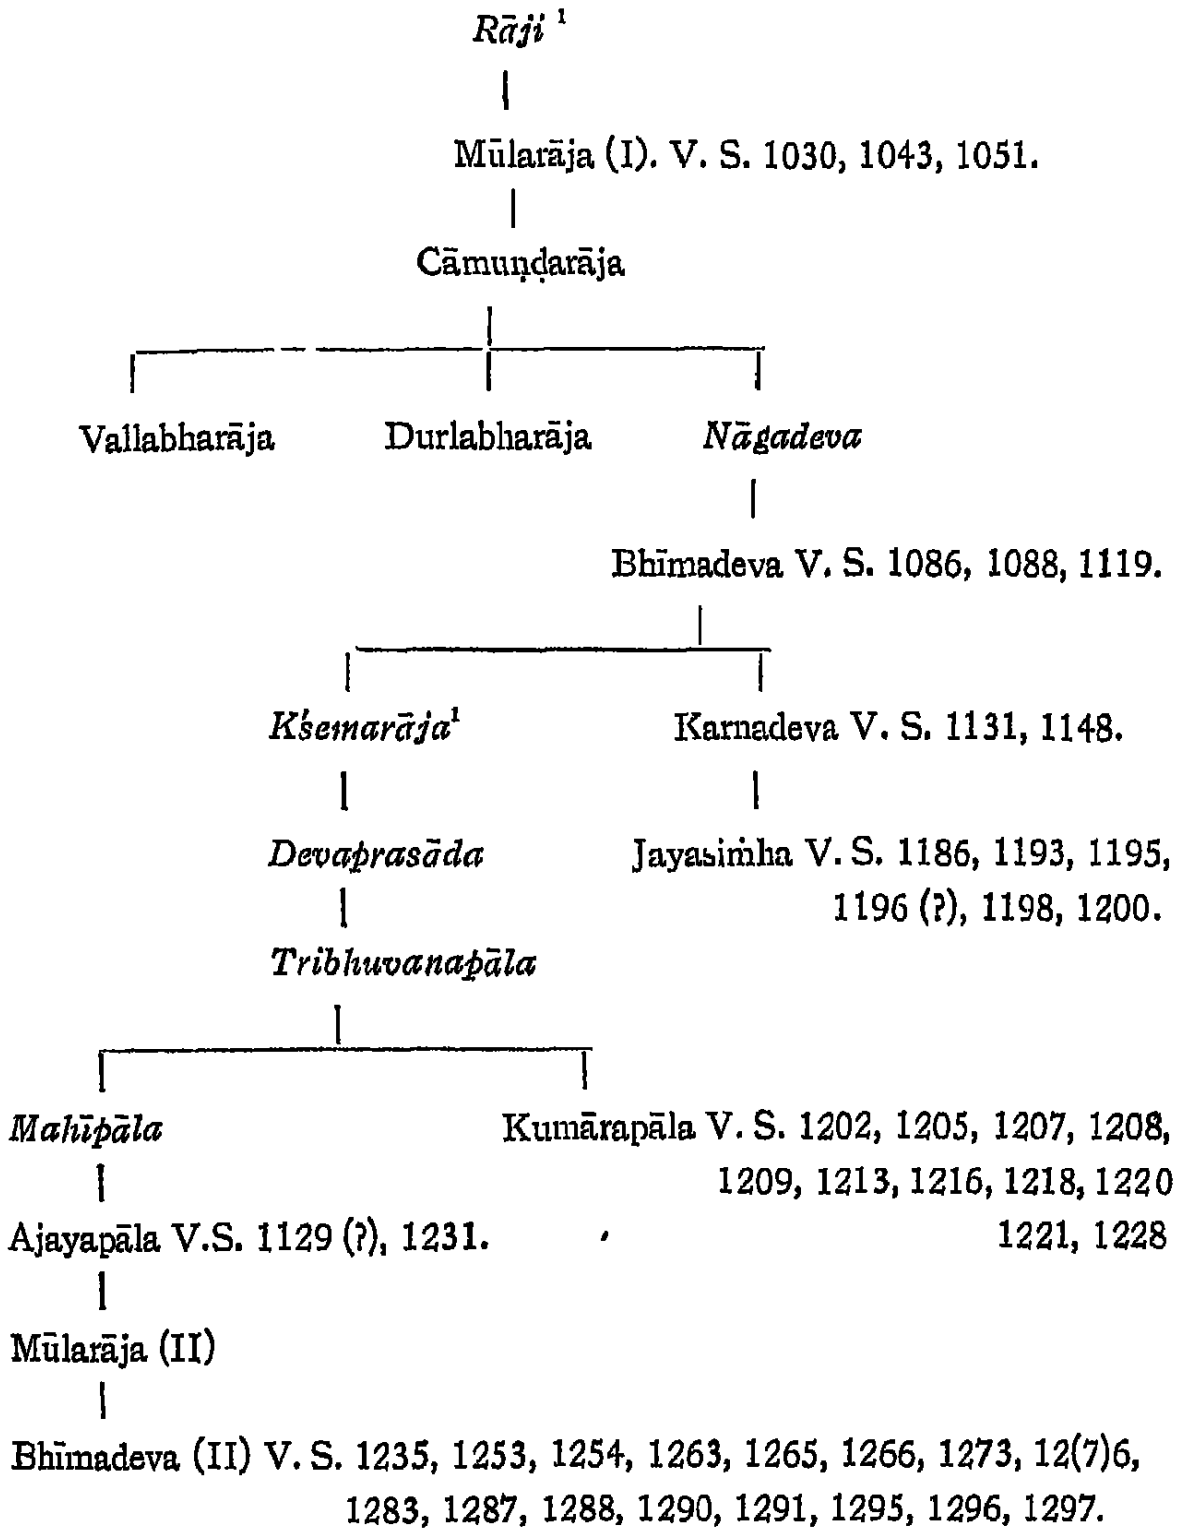 Rāji ¹
Mūlarāja (I). V. S. 1030, 1043, 1051.
Cāmuṇḍarāja
Vallabharāja Durlabharāja Nāgadeva
Bhīmadeva V. S. 1086, 1088, 1119.
Kśemarāja¹ Karnadeva V. S. 1131, 1148.
Devaprasāda Jayasiṁha V. S. 1186, 1193, 1195,
1196 (?), 1198, 1200.
Tribhuvanapāla
Mahīpāla Kumārapāla V. S. 1202, 1205, 1207, 1208,
1209, 1213, 1216, 1218, 1220
Ajayapāla V.S. 1129 (?), 1231. 1221, 1228
Mūlarāja (II)
Bhīmadeva (II) V. S. 1235, 1253, 1254, 1263, 1265, 1266, 1273, 12(7)6,
1283, 1287, 1288, 1290, 1291, 1295, 1296, 1297.